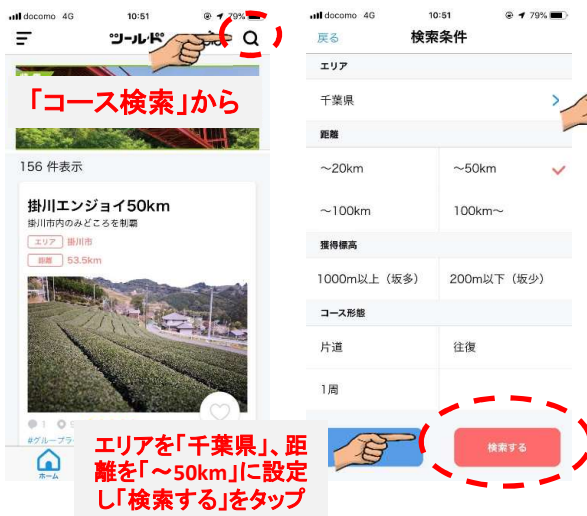 docomo 4G 10:51 79%
ツール・ド
「コース検索」から
156 件表示
掛川エンジョイ50km
掛川市内のみどころを制覇
エリア 掛川市
距離 53.5km
1
ホーム
エリアを「千葉県」、距
離を「～50km」に設定
し「検索する」をタップ
docomo 4G 10:51 79%
戻る 検索条件
エリア
千葉県
距離
～20km ～50km
～100km 100km～
獲得標高
1000m以上（坂多） 200m以下（坂少）
コース形態
片道 往復
1周
検索する